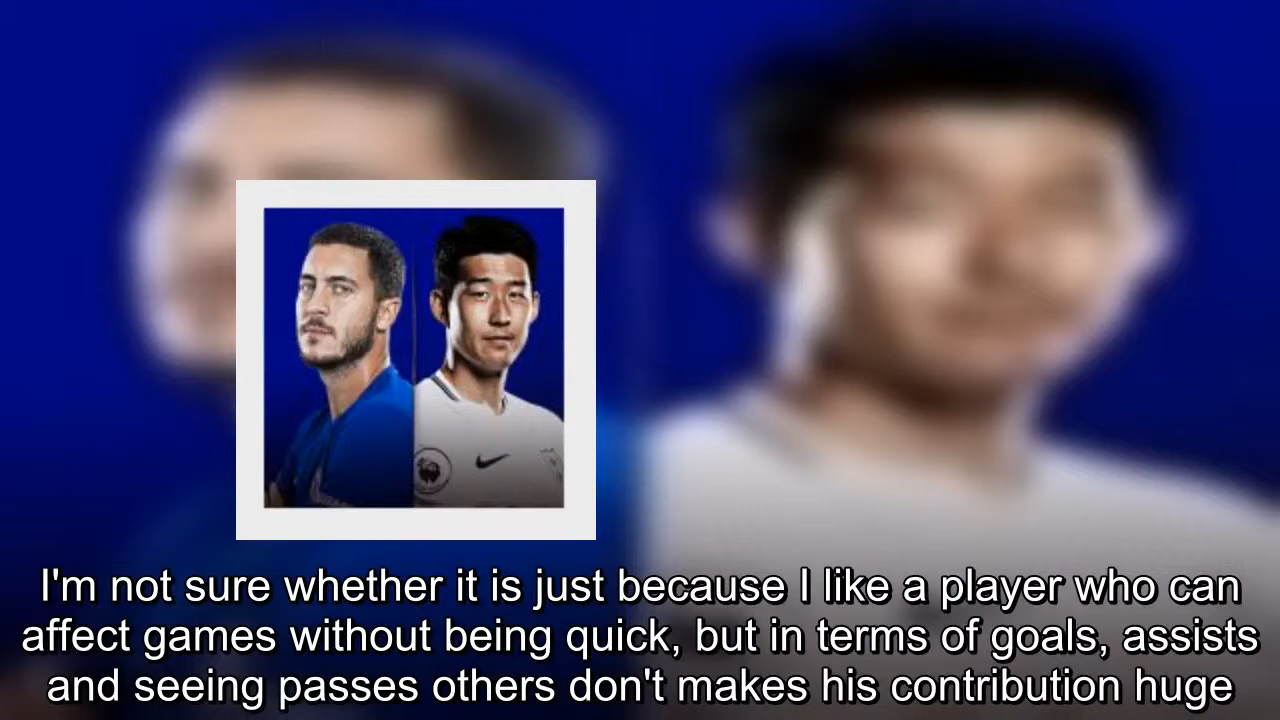 I'm not sure whether it is just because I like a player who can
affect games without being quick, but in terms of goals, assists
and seeing passes others don't makes his contribution huge